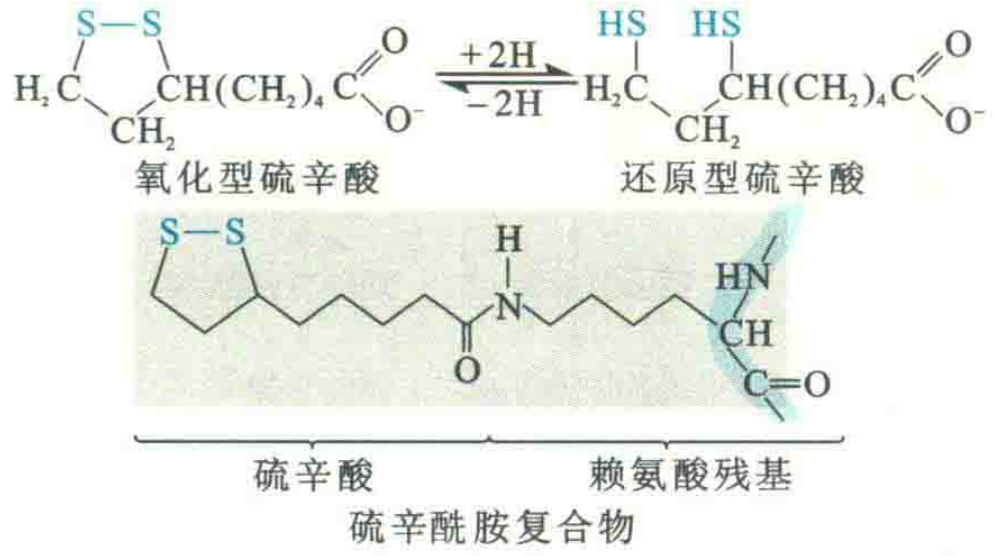 S—S HS HS
H₂C CH(CH₂)₄C O O⁻ +2H −2H H₂C CH(CH₂)₄C O O⁻
CH₂ CH₂
氧化型硫辛酸 还原型硫辛酸
S—S H HN
N CH
O C=O
硫辛酸 赖氨酸残基
硫辛酰胺复合物